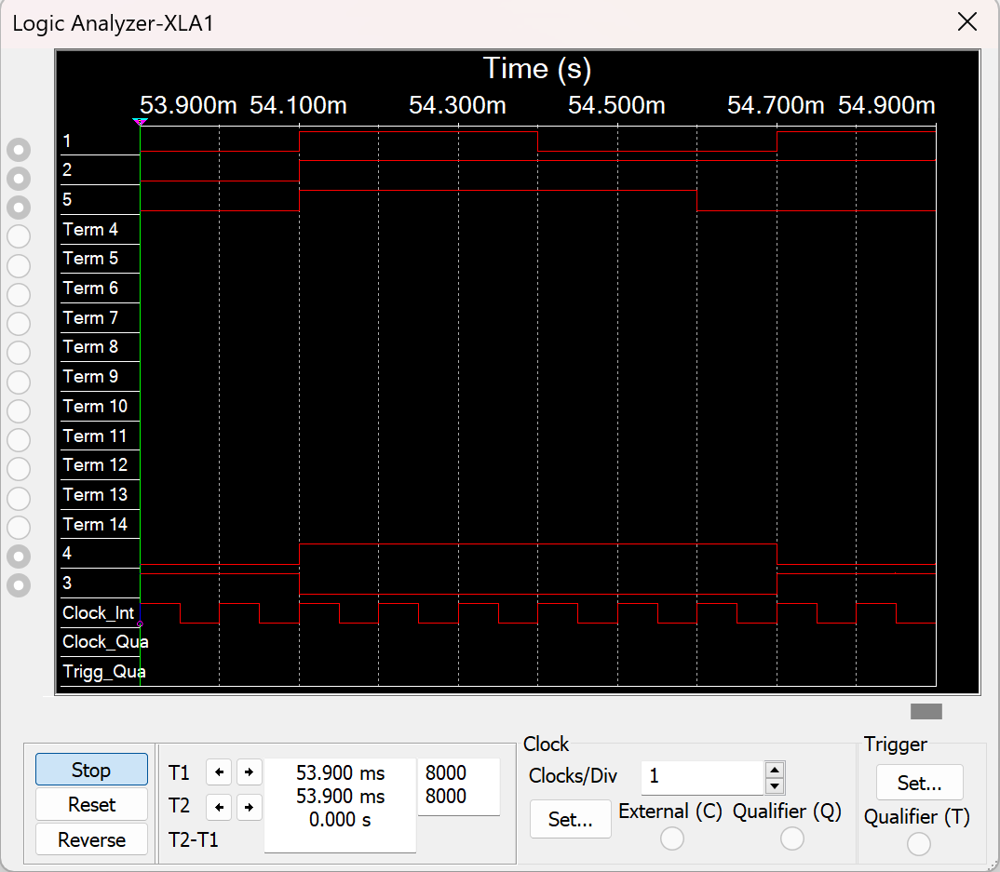 Logic Analyzer-XLA1
Time (s)
53.900m 54.100m 54.300m 54.500m 54.700m 54.900m
1
2
5
Term 4
Term 5
Term 6
Term 7
Term 8
Term 9
Term 10
Term 11
Term 12
Term 13
Term 14
4
3
Clock_Int
Clock_Qua
Trigg_Qua
Stop
Reset
Reverse
T1 53.900 ms 8000
T2 53.900 ms 8000
T2-T1 0.000 s
Clock
Clocks/Div 1
Set... External (C) Qualifier (Q)
Trigger
Set...
Qualifier (T)